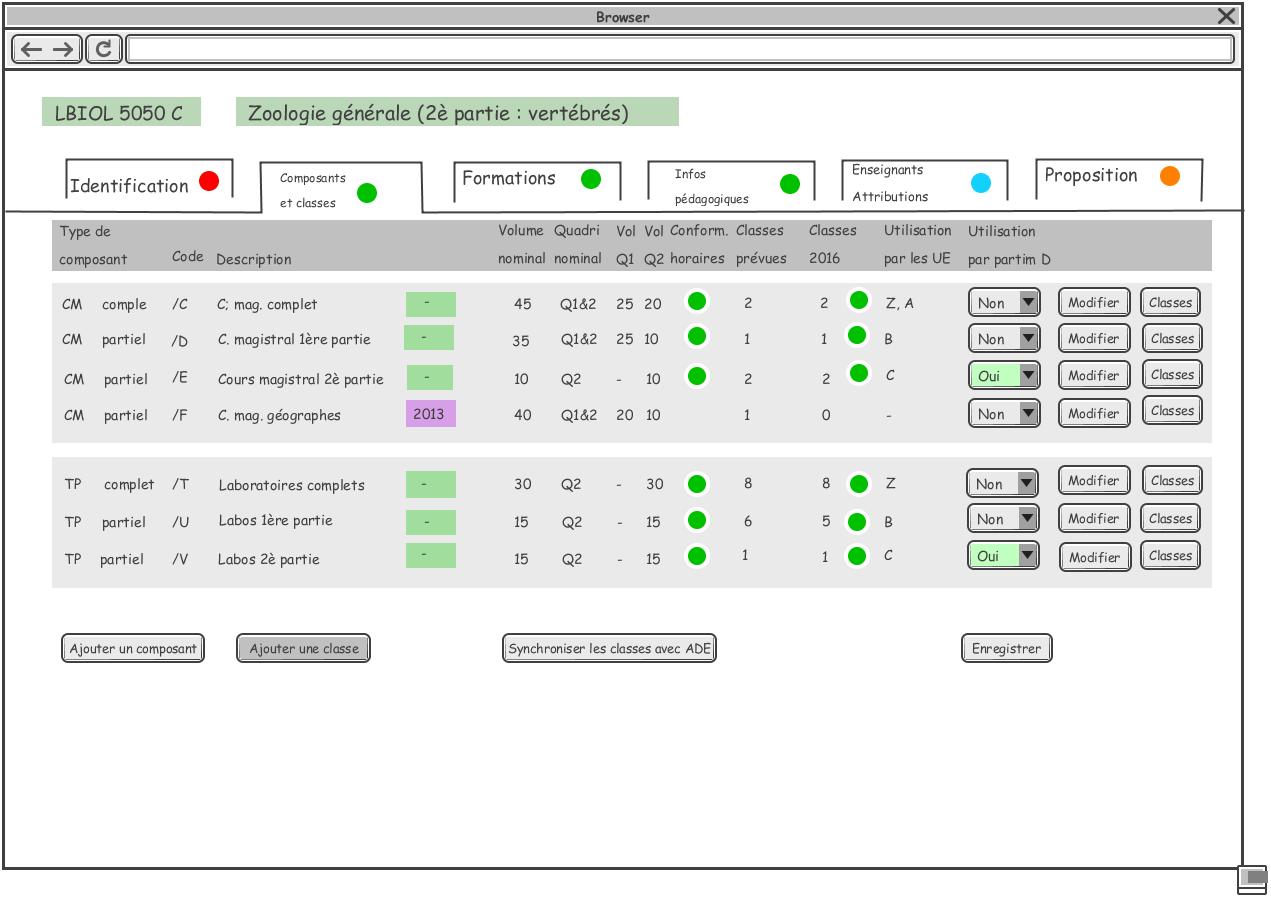 Browser
LBIOL 5050 C Zoologie générale (2è partie : vertébrés)
Identification Composants et classes Formations Infos pédagogiques Enseignants Attributions Proposition
Type de composant Code Description Volume nominal Quadri nominal Vol Q1 Vol Q2 Conform. horaires Classes prévues Classes 2016 Utilisation par les UE Utilisation par partim D
CM comple /C C; mag. complet - 45 Q1&2 25 20 2 2 Z, A Non Modifier Classes
CM partiel /D C. magistral 1ère partie - 35 Q1&2 25 10 1 1 B Non Modifier Classes
CM partiel /E Cours magistral 2è partie - 10 Q2 - 10 2 2 C Oui Modifier Classes
CM partiel /F C. mag. géographes 2013 40 Q1&2 20 10 1 0 - Non Modifier Classes
TP complet /T Laboratoires complets - 30 Q2 - 30 8 8 Z Non Modifier Classes
TP partiel /U Labos 1ère partie - 15 Q2 - 15 6 5 B Non Modifier Classes
TP partiel /V Labos 2è partie - 15 Q2 - 15 1 1 C Oui Modifier Classes
Ajouter un composant Ajouter une classe Synchroniser les classes avec ADE Enregistrer